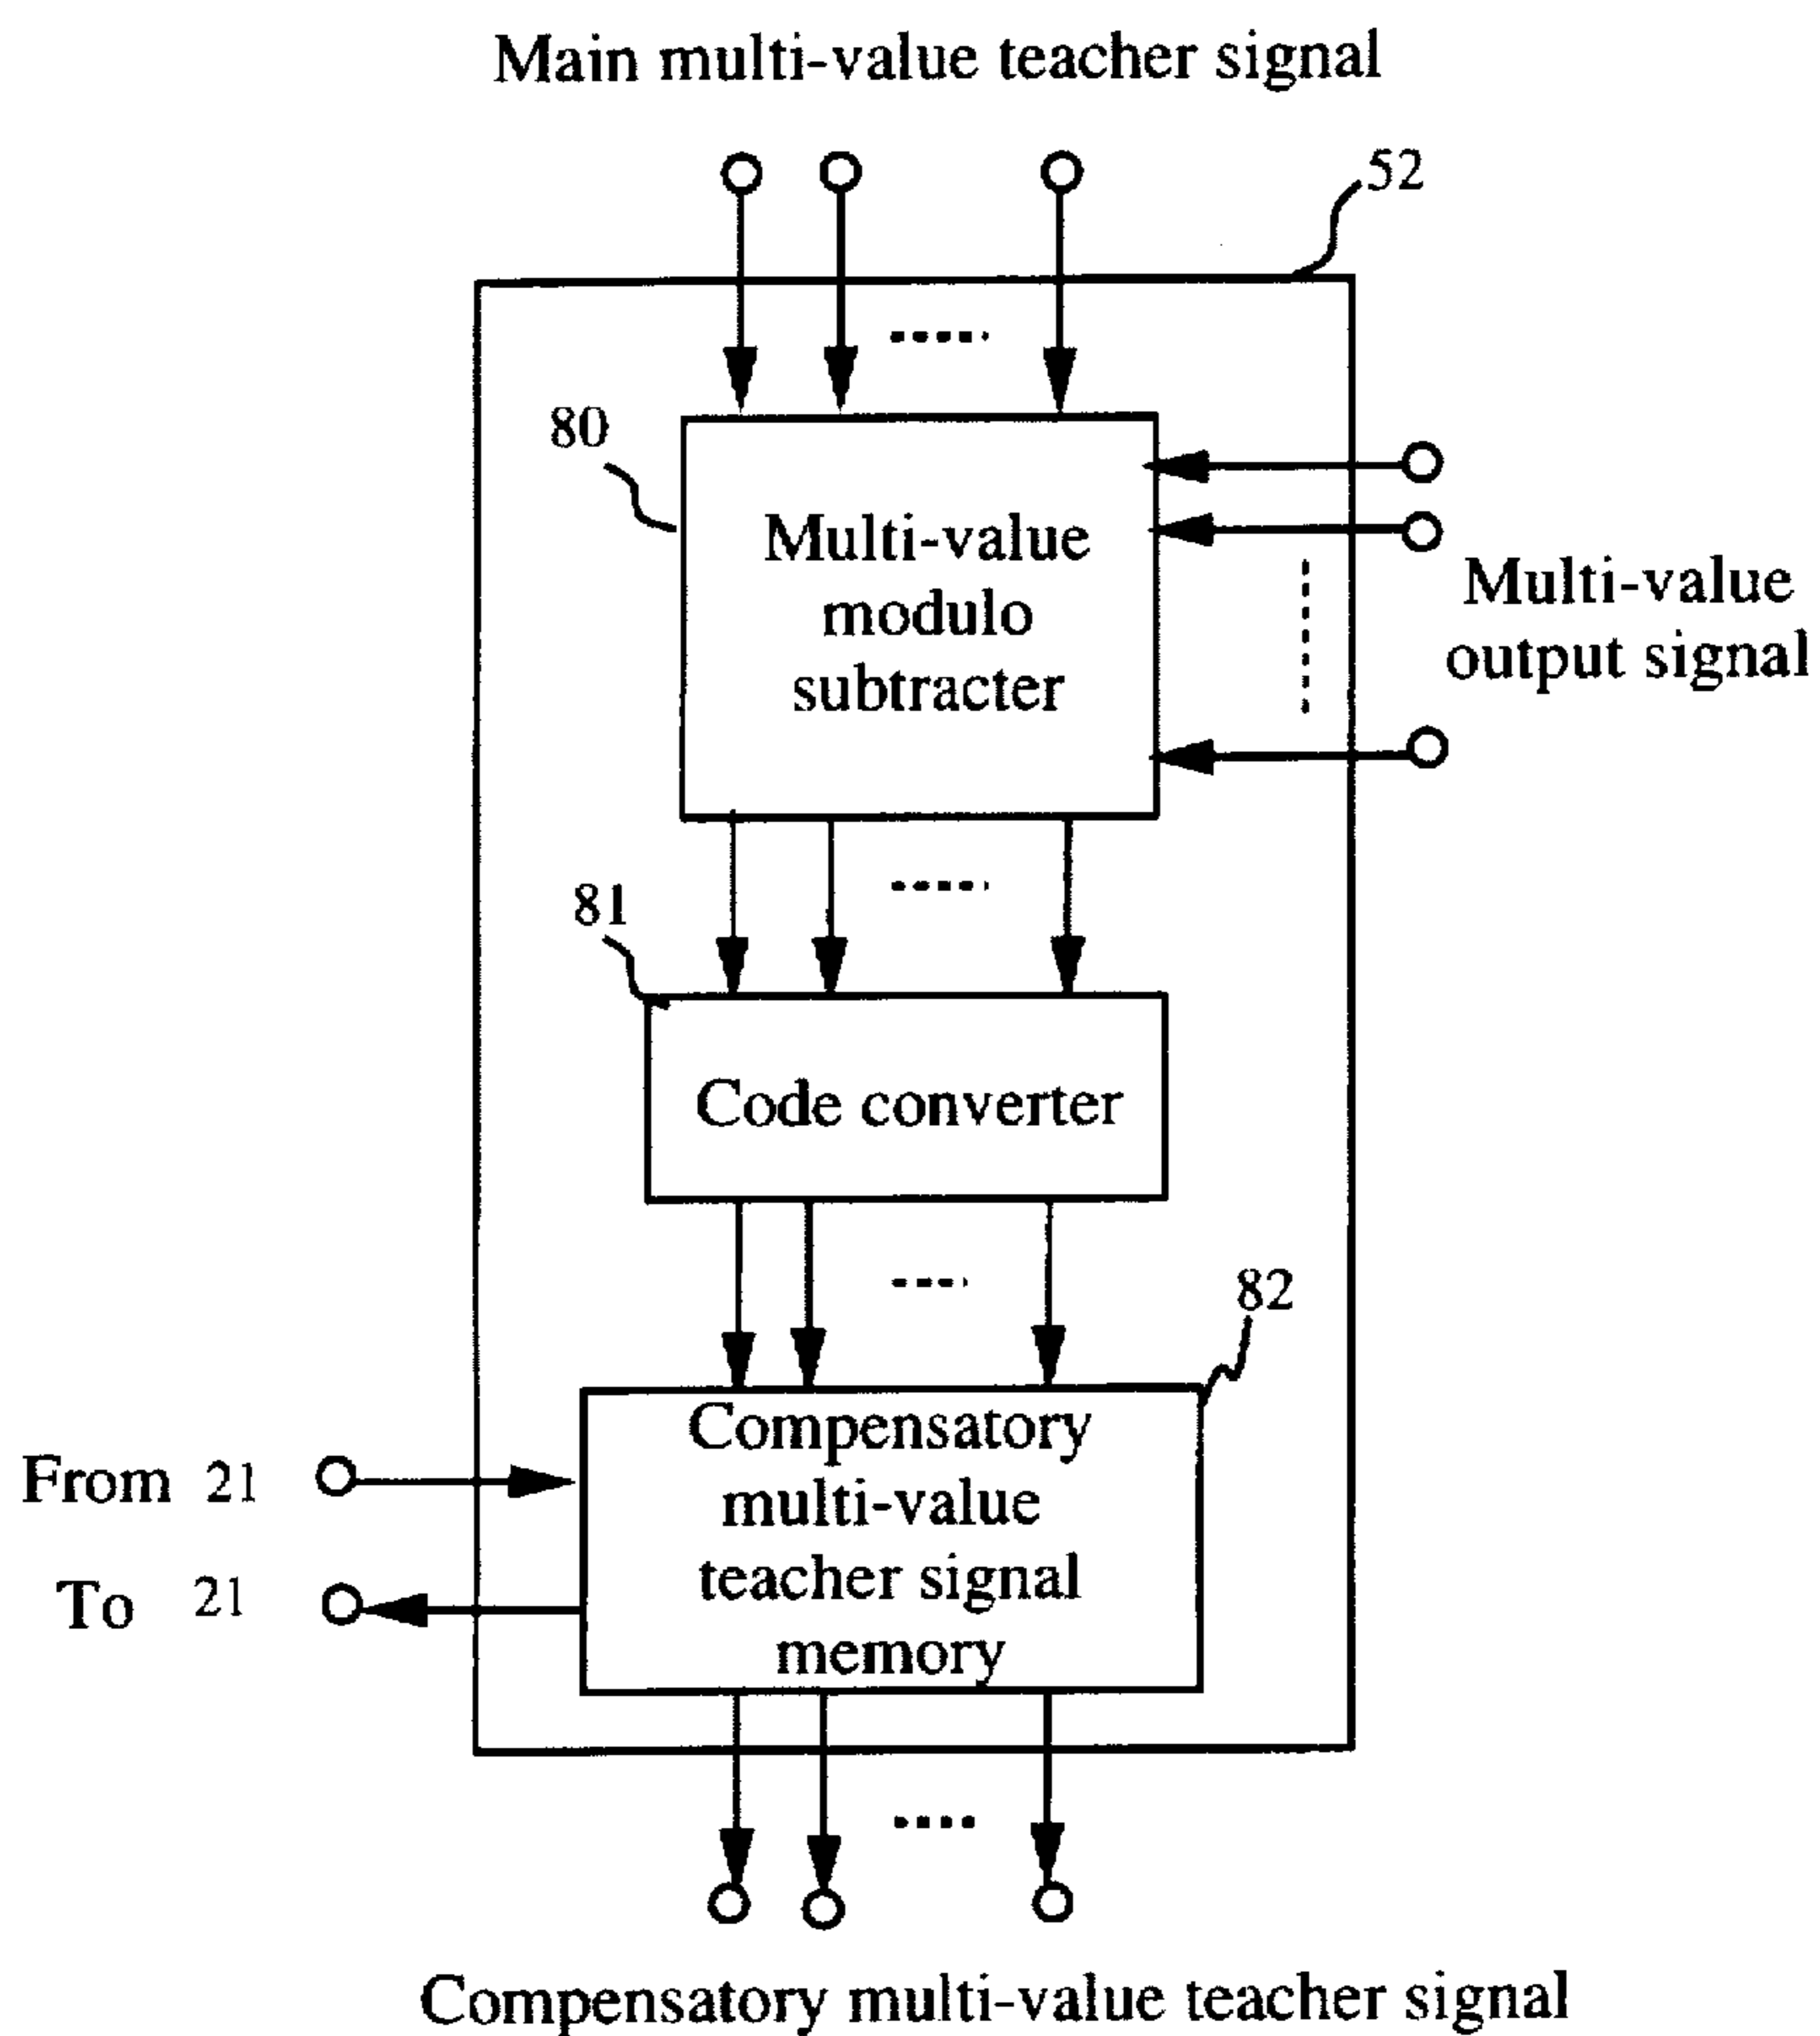 Main multi-value teacher signal
52
80
Multi-value
modulo
subtracter
Multi-value
output signal
81
Code converter
82
Compensatory
multi-value
teacher signal
memory
From 21
To 21
Compensatory multi-value teacher signal